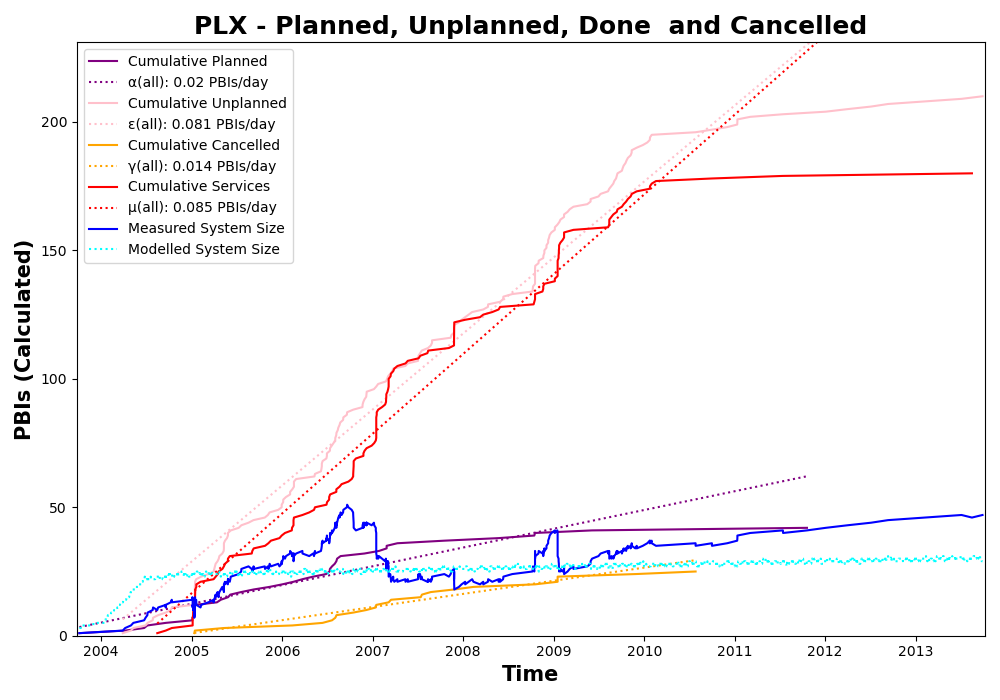 PLX - Planned, Unplanned, Done  and Cancelled
Cumulative Planned
α(all): 0.02 PBIs/day
Cumulative Unplanned
ε(all): 0.081 PBIs/day
Cumulative Cancelled
γ(all): 0.014 PBIs/day
Cumulative Services
μ(all): 0.085 PBIs/day
Measured System Size
Modelled System Size
PBIs (Calculated)
200
150
100
50
0
2004 2005 2006 2007 2008 2009 2010 2011 2012 2013
Time